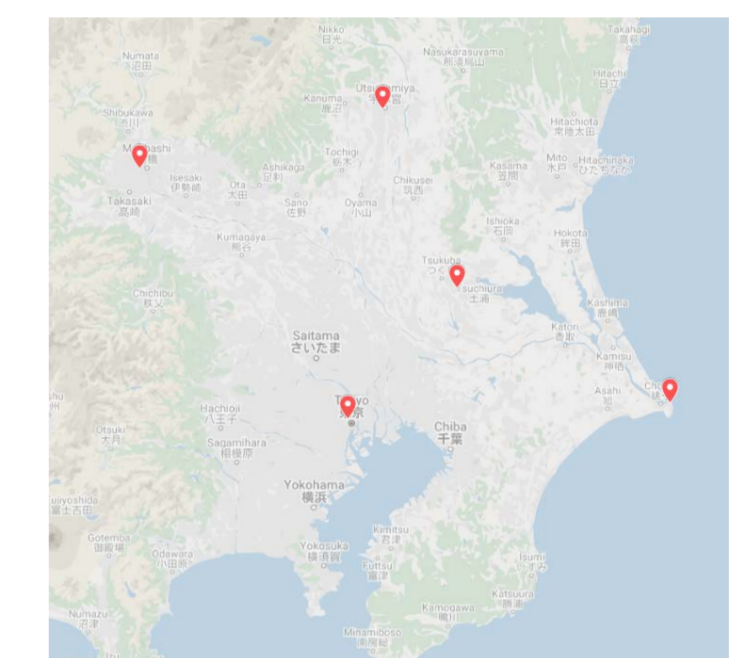 Nikko
日光
Takahagi
高萩
Numata
沼田
Nasukarasuyama
那須烏山
Hitachi
日立
Kanuma
鹿沼
Shibukawa
渋川
Hitachiota
常陸太田
Tochigi
栃木
Mito
水戸
Hitachinaka
ひたちなか
Kasama
笠間
Ashikaga
足利
Isesaki
伊勢崎
Ota
太田
Chikusei
筑西
Takasaki
高崎
Sano
佐野
Oyama
小山
Ishioka
石岡
Hokota
鉾田
Kumagaya
熊谷
Tsukuba
土浦
Chichibu
秩父
Kashima
鹿嶋
Katori
香取
Saitama
さいたま
Kamisu
神栖
Asahi
旭
Hachioji
八王子
Chiba
千葉
Otsuki
大月
Sagamihara
相模原
Yokohama
横浜
富士吉田
Kimitsu
君津
Gotemba
御殿場
Odawara
小田原
Yokosuka
横須賀
Futtsu
富津
Isumi
いすみ
Katsuura
勝浦
Kamogawa
鴨川
Numazu
沼津
Minamiboso
南房総